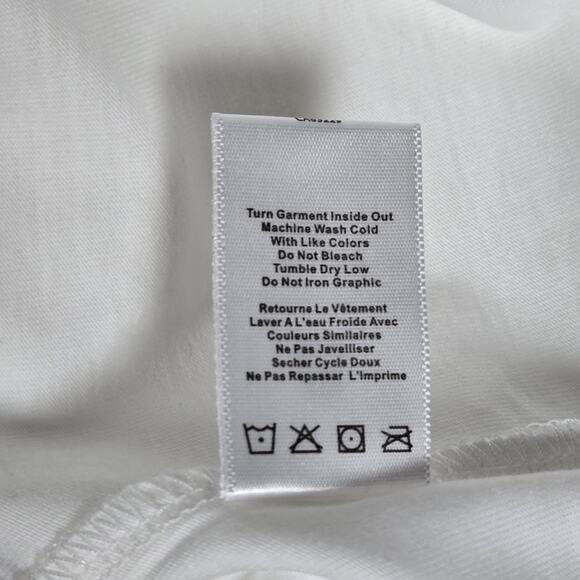 Turn Garment Inside Out
Machine Wash Cold
With Like Colors
Do Not Bleach
Tumble Dry Low
Do Not Iron Graphic
Retourne Le Vêtement
Laver A L'eau Froide Avec
Couleurs Similaires
Ne Pas Javelliser
Secher Cycle Doux
Ne Pas Repassar L'Imprime